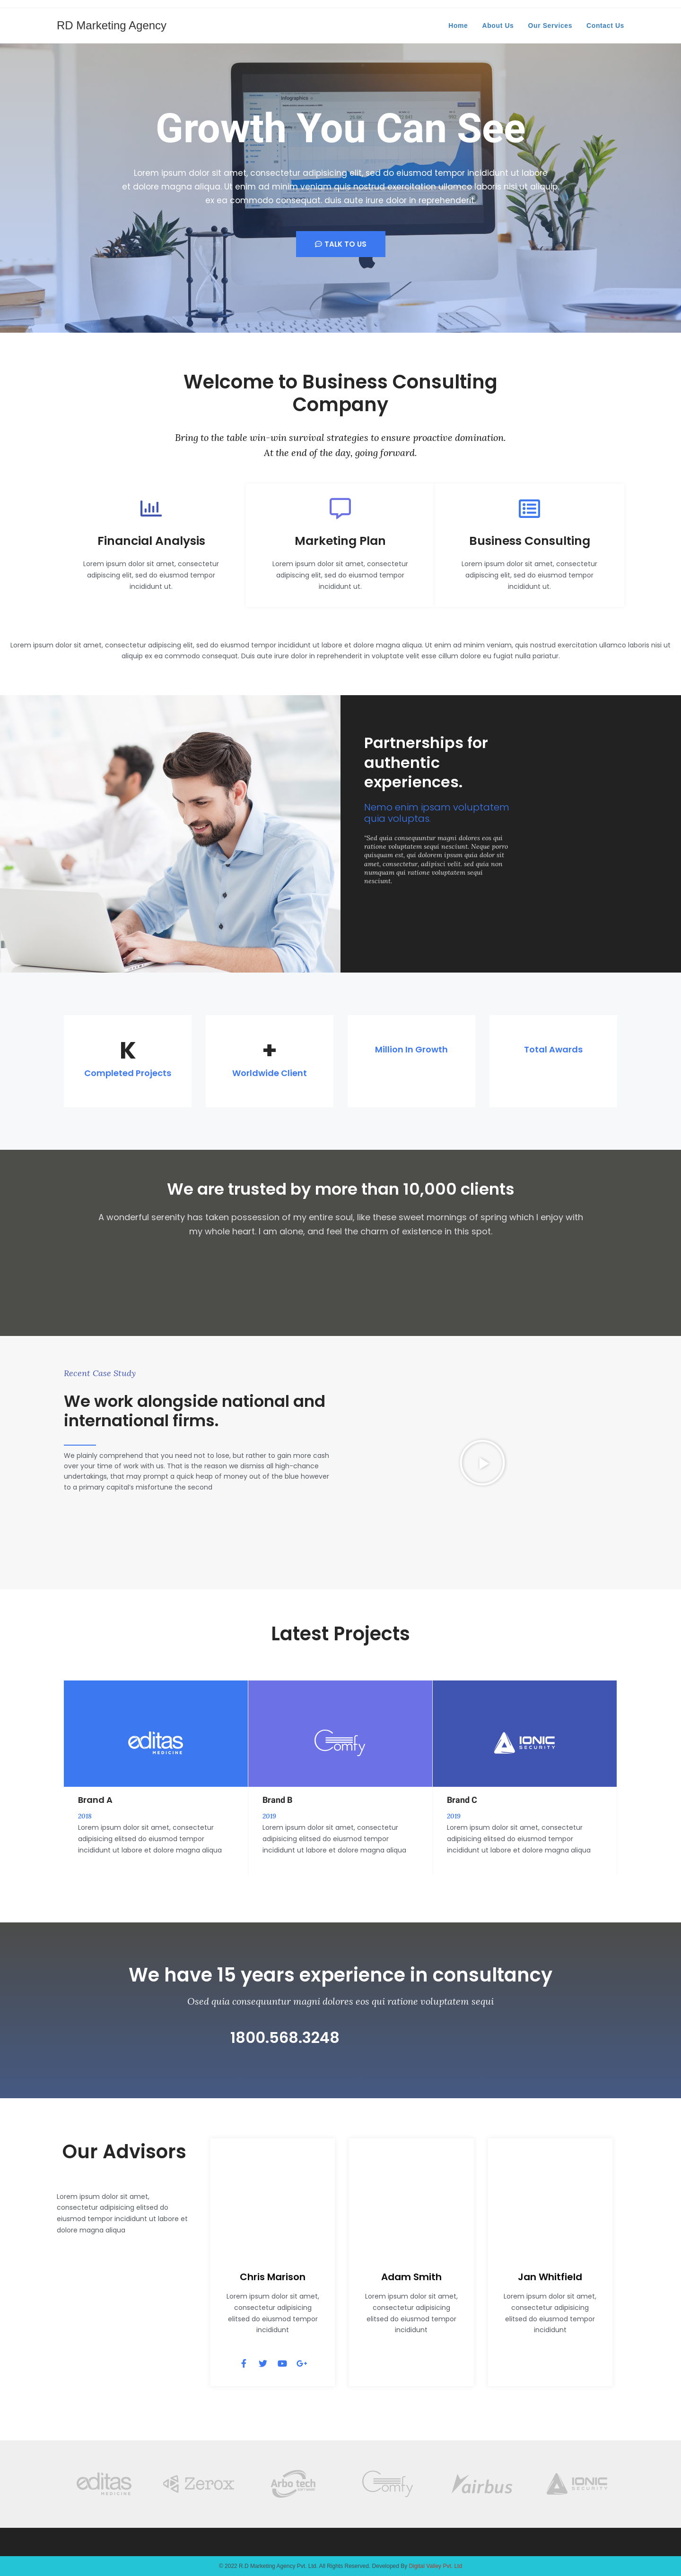 RD Marketing Agency
Home About Us Our Services Contact Us
Infographics
Growth You Can See
Lorem ipsum dolor sit amet, consectetur adipisicing elit, sed do eiusmod tempor incididunt ut labore
et dolore magna aliqua. Ut enim ad minim veniam quis nostrud exercitation ullamco laboris nisi ut aliquip
ex ea commodo consequat. duis aute irure dolor in reprehenderit.
TALK TO US
Welcome to Business Consulting
Company
Bring to the table win-win survival strategies to ensure proactive domination.
At the end of the day, going forward.
Financial Analysis
Lorem ipsum dolor sit amet, consectetur
adipiscing elit, sed do eiusmod tempor
incididunt ut.
Marketing Plan
Lorem ipsum dolor sit amet, consectetur
adipiscing elit, sed do eiusmod tempor
incididunt ut.
Business Consulting
Lorem ipsum dolor sit amet, consectetur
adipiscing elit, sed do eiusmod tempor
incididunt ut.
Lorem ipsum dolor sit amet, consectetur adipiscing elit, sed do eiusmod tempor incididunt ut labore et dolore magna aliqua. Ut enim ad minim veniam, quis nostrud exercitation ullamco laboris nisi ut
aliquip ex ea commodo consequat. Duis aute irure dolor in reprehenderit in voluptate velit esse cillum dolore eu fugiat nulla pariatur.
Partnerships for
authentic
experiences.
Nemo enim ipsam voluptatem
quia voluptas.
"Sed quia consequuntur magni dolores eos qui
ratione voluptatem sequi nesciunt. Neque porro
quisquam est, qui dolorem ipsum quia dolor sit
amet, consectetur, adipisci velit. sed quia non
numquam qui ratione voluptatem sequi
nesciunt.
K
Completed Projects
+
Worldwide Client
Million In Growth
Total Awards
We are trusted by more than 10,000 clients
A wonderful serenity has taken possession of my entire soul, like these sweet mornings of spring which I enjoy with
my whole heart. I am alone, and feel the charm of existence in this spot.
Recent Case Study
We work alongside national and
international firms.
We plainly comprehend that you need not to lose, but rather to gain more cash
over your time of work with us. That is the reason we dismiss all high-chance
undertakings, that may prompt a quick heap of money out of the blue however
to a primary capital's misfortune the second
Latest Projects
editas
MEDICINE
Comfy
IONIC
SECURITY
Brand A
2018
Lorem ipsum dolor sit amet, consectetur
adipisicing elitsed do eiusmod tempor
incididunt ut labore et dolore magna aliqua
Brand B
2019
Lorem ipsum dolor sit amet, consectetur
adipisicing elitsed do eiusmod tempor
incididunt ut labore et dolore magna aliqua
Brand C
2019
Lorem ipsum dolor sit amet, consectetur
adipisicing elitsed do eiusmod tempor
incididunt ut labore et dolore magna aliqua
We have 15 years experience in consultancy
Osed quia consequuntur magni dolores eos qui ratione voluptatem sequi
1800.568.3248
Our Advisors
Lorem ipsum dolor sit amet,
consectetur adipisicing elitsed do
eiusmod tempor incididunt ut labore et
dolore magna aliqua
Chris Marison
Lorem ipsum dolor sit amet,
consectetur adipisicing
elitsed do eiusmod tempor
incididunt
Adam Smith
Lorem ipsum dolor sit amet,
consectetur adipisicing
elitsed do eiusmod tempor
incididunt
Jan Whitfield
Lorem ipsum dolor sit amet,
consectetur adipisicing
elitsed do eiusmod tempor
incididunt
editas
MEDICINE
Zerox
Arbo tech
Comfy
airbus
IONIC
SECURITY
© 2022 R.D Marketing Agency Pvt. Ltd. All Rights Reserved. Developed By Digital Valley Pvt. Ltd